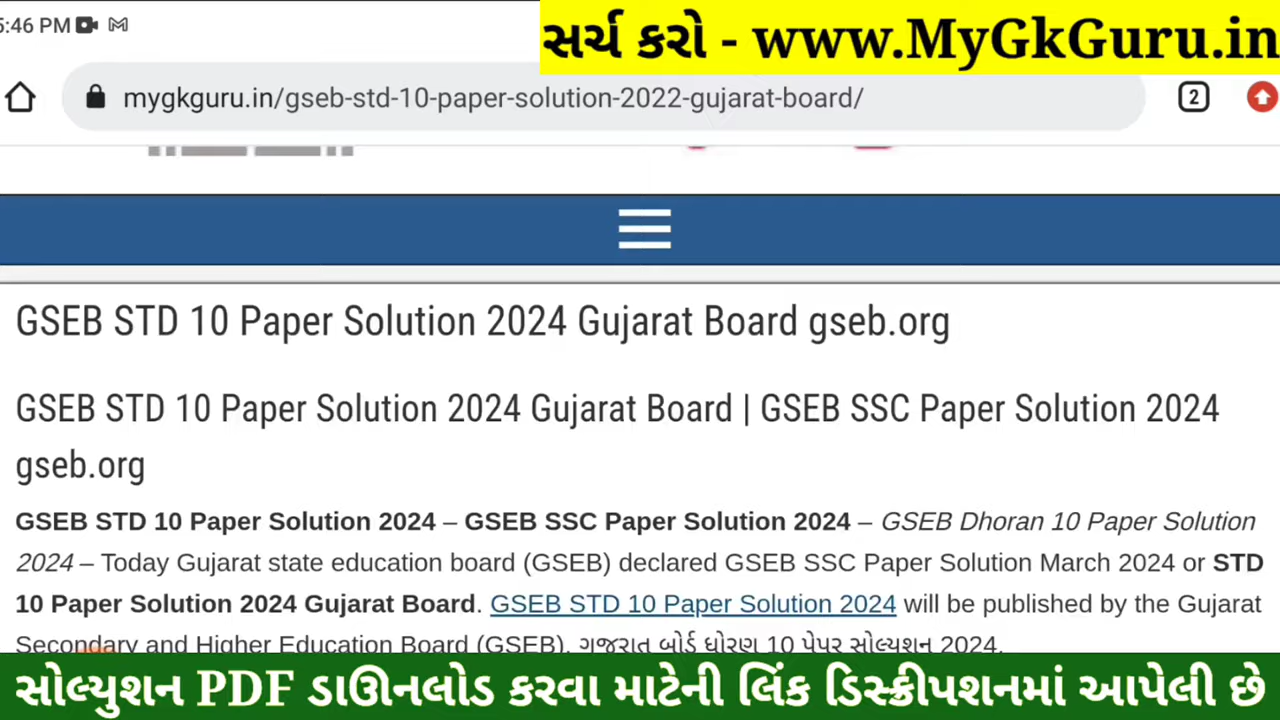 5:46 PM
સર્ચ કરો - www.MyGkGuru.in
mygkguru.in/gseb-std-10-paper-solution-2022-gujarat-board/
2
GSEB STD 10 Paper Solution 2024 Gujarat Board gseb.org
GSEB STD 10 Paper Solution 2024 Gujarat Board | GSEB SSC Paper Solution 2024
gseb.org
GSEB STD 10 Paper Solution 2024 – GSEB SSC Paper Solution 2024 – GSEB Dhoran 10 Paper Solution
2024 – Today Gujarat state education board (GSEB) declared GSEB SSC Paper Solution March 2024 or STD
10 Paper Solution 2024 Gujarat Board. GSEB STD 10 Paper Solution 2024 will be published by the Gujarat
Secondary and Higher Education Board (GSEB). ગુજરાત બોર્ડ ધોરણ 10 પેપર સોલ્યુશન 2024.
સોલ્યુશન PDF ડાઊનલોડ કરવા માટેની લિંક ડિસ્ક્રીપશનમાં આપેલી છે